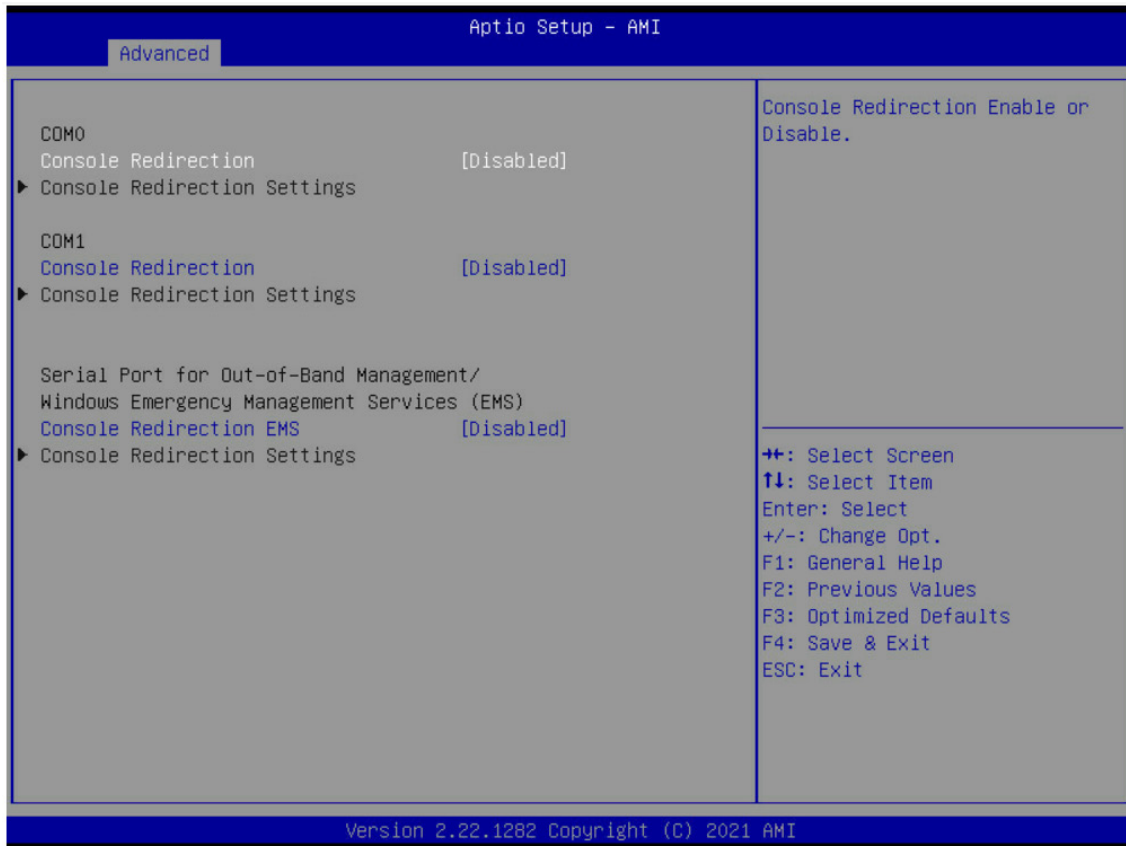 Aptio Setup – AMI
Advanced
COM0
Console Redirection [Disabled]
▶ Console Redirection Settings
COM1
Console Redirection [Disabled]
▶ Console Redirection Settings
Serial Port for Out-of-Band Management/
Windows Emergency Management Services (EMS)
Console Redirection EMS [Disabled]
▶ Console Redirection Settings
Console Redirection Enable or
Disable.
→←: Select Screen
↑↓: Select Item
Enter: Select
+/-: Change Opt.
F1: General Help
F2: Previous Values
F3: Optimized Defaults
F4: Save & Exit
ESC: Exit
Version 2.22.1282 Copyright (C) 2021 AMI